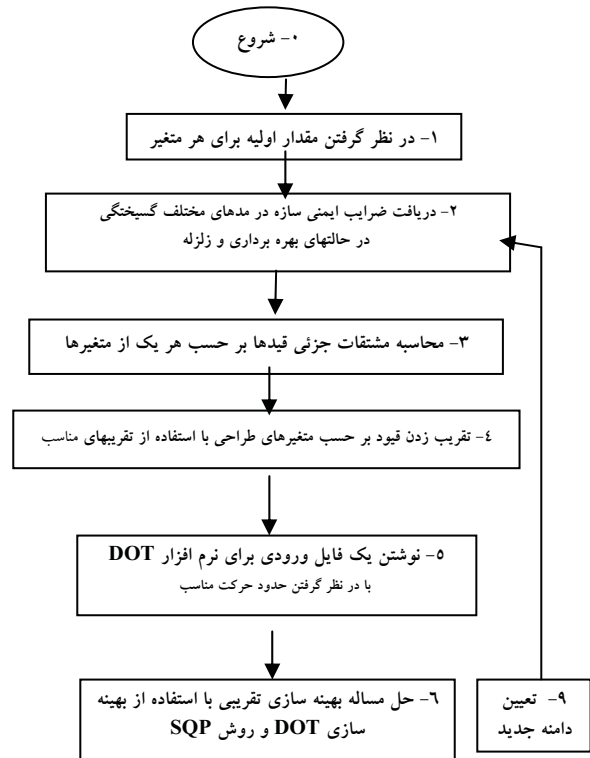 ۰- شروع
۱- در نظر گرفتن مقدار اولیه برای هر متغیر
۲- دریافت ضرایب ایمنی سازه در مدهای مختلف گسیختگی
در حالتهای بهره برداری و زلزله
۳- محاسبه مشتقات جزئی قیدها بر حسب هر یک از متغیرها
٤- تقریب زدن قیود بر حسب متغیرهای طراحی با استفاده از تقریبهای مناسب
٥- نوشتن یک فایل ورودی برای نرم افزار DOT
با در نظر گرفتن حدود حرکت مناسب
٦- حل مساله بهینه سازی تقریبی با استفاده از بهینه
سازی DOT و روش SQP
۹- تعیین
دامنه جدید